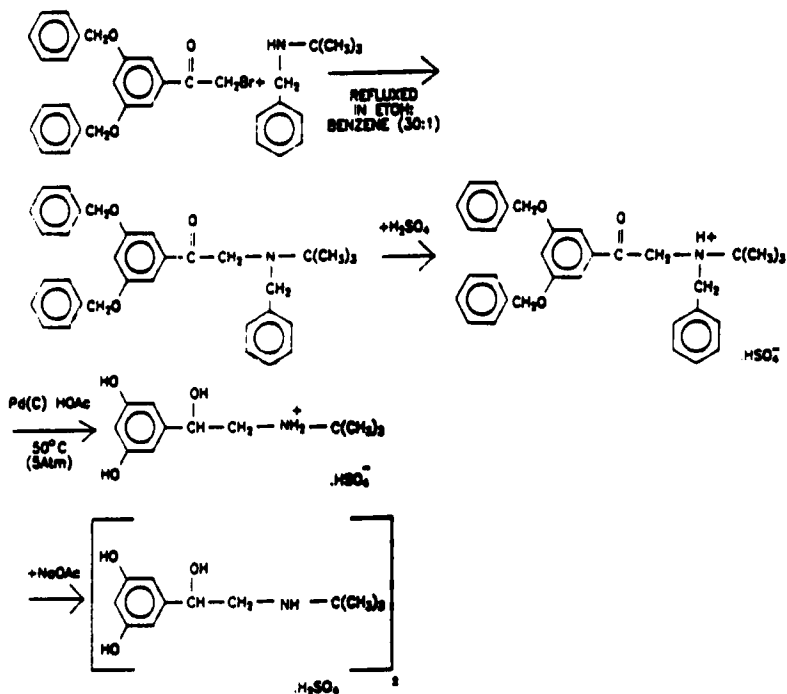 CH₂O
O
C — CH₂Br + HN — C(CH₃)₃
CH₂
CH₂O
REFLUXED
IN ETOH:
BENZENE (30:1)
CH₂O
O
C — CH₂ — N — C(CH₃)₃
CH₂
CH₂O
+H₂SO₄
CH₂O
O H+
C — CH₂ — N — C(CH₃)₃
CH₂
CH₂O
.HSO₄⁻
Pd(C) HOAc
50°C
(5Atm)
HO
OH
CH — CH₂ — NH₂⁺ — C(CH₃)₃
HO
.HSO₄⁻
+NaOAc
HO
OH
CH — CH₂ — NH — C(CH₃)₃
HO
.H₂SO₄
2